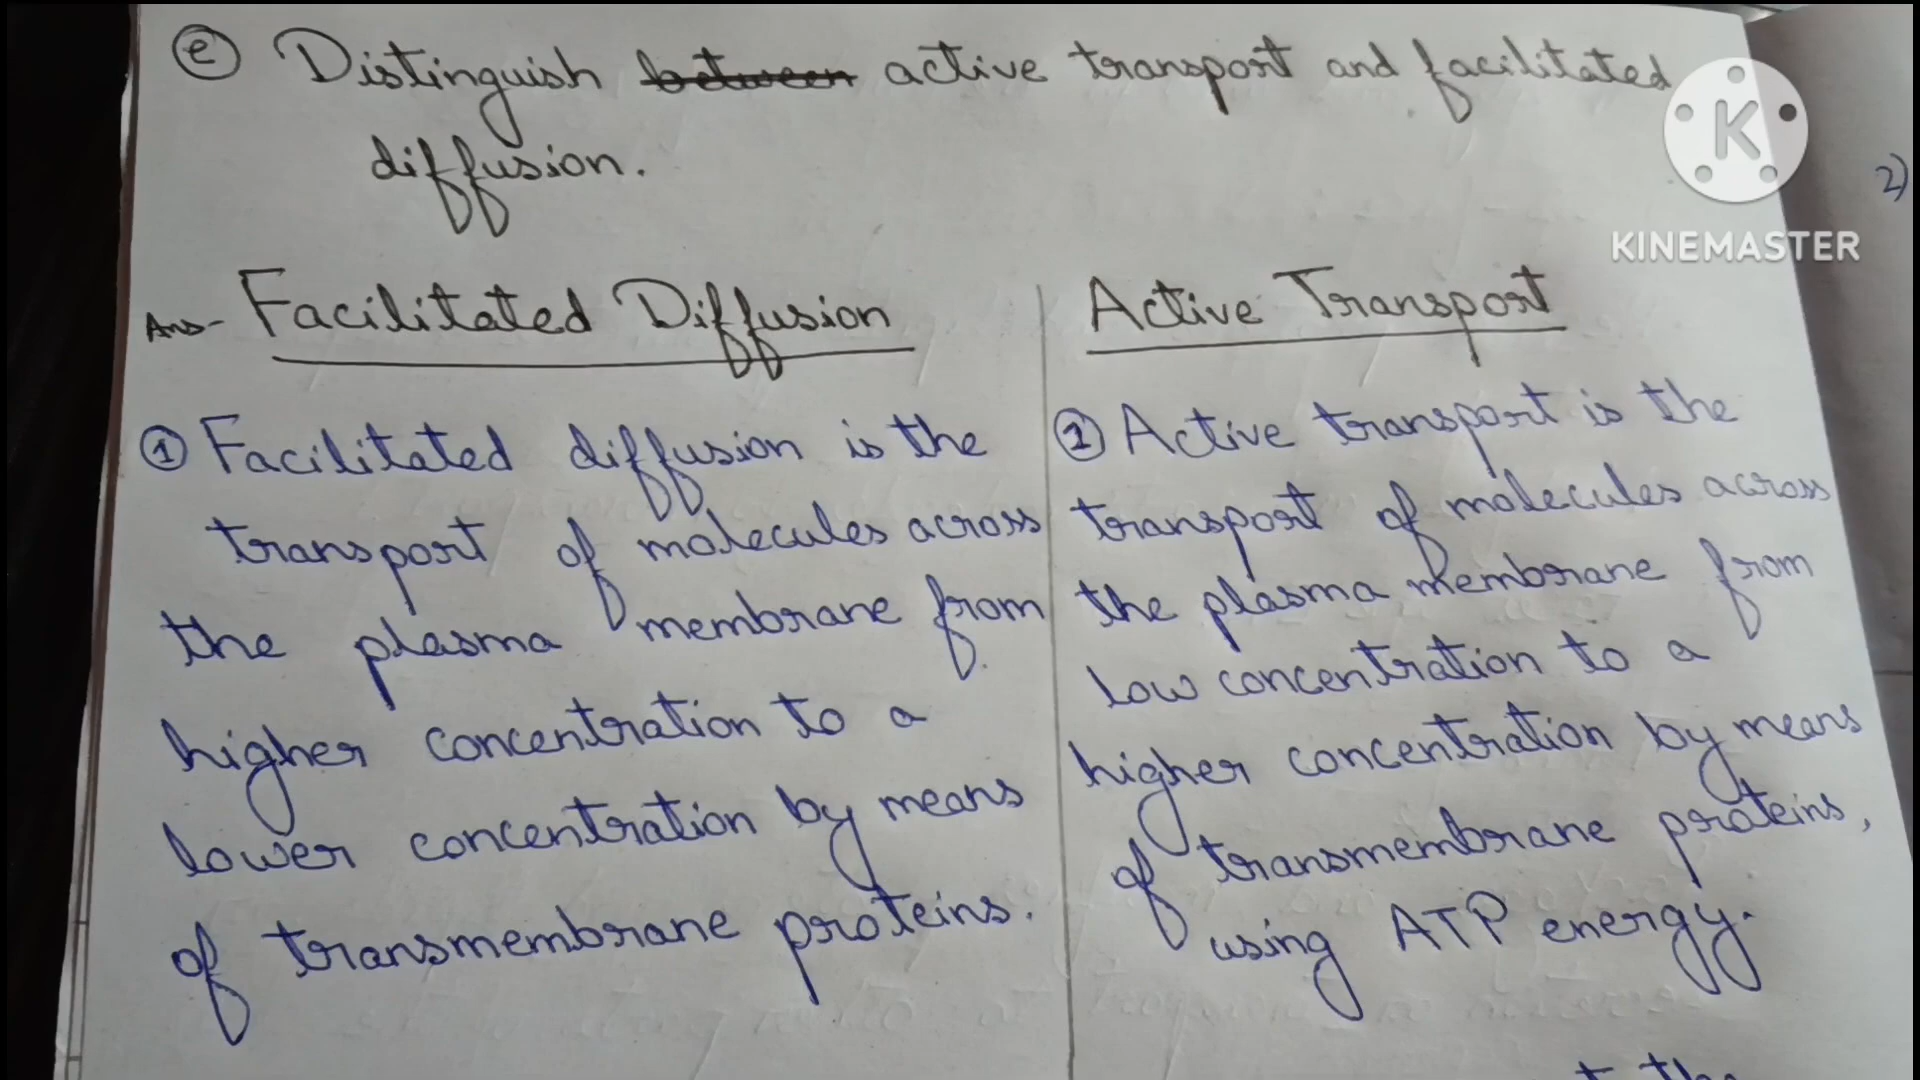 (e) Distinguish between active transport and facilitated
diffusion.
Ans- Facilitated Diffusion
① Facilitated diffusion is the
transport of molecules across
the plasma membrane from
higher concentration to a
lower concentration by means
of transmembrane proteins.
Active Transport
① Active transport is the
transport of molecules across
the plasma membrane from
low concentration to a
higher concentration by means
of transmembrane proteins,
using ATP energy.
2)
K
KINEMASTER